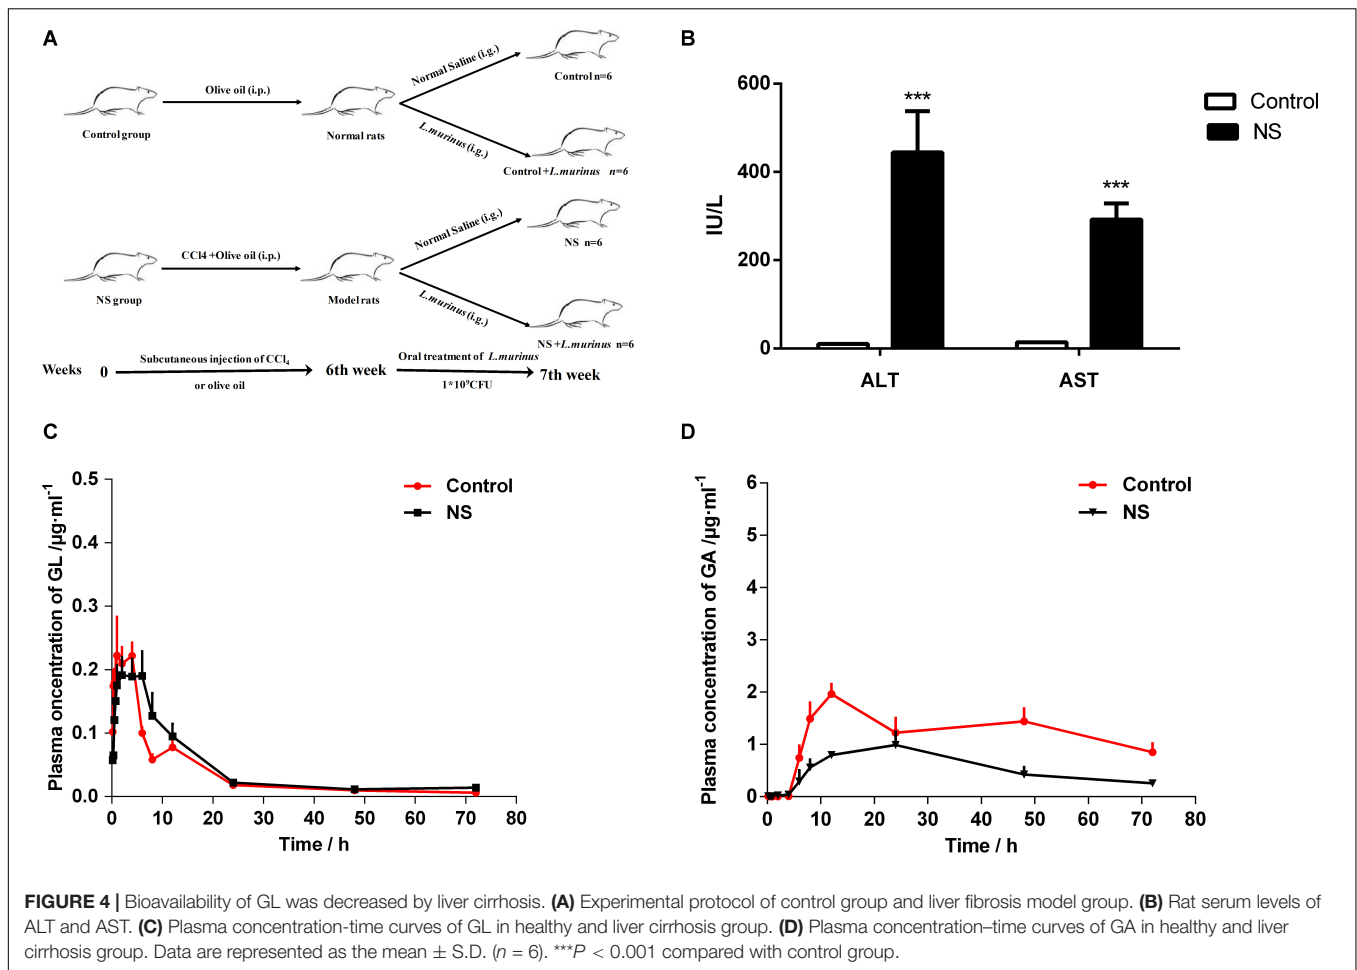 A
Control group
Olive oil (i.p.)
Normal rats
Normal Saline (i.g.)
Control n=6
L.murinus (i.g.)
Control +L.murinus n=6
NS group
CCl4 +Olive oil (i.p.)
Model rats
Normal Saline (i.g.)
NS n=6
L.murinus (i.g.)
NS +L.murinus n=6
Weeks 0
Subcutaneous injection of CCl₄
or olive oil
6th week
Oral treatment of L.murinus
1*10⁹CFU
7th week
B
IU/L
600
400
200
0
***
***
ALT
AST
Control
NS
C
Plasma oncentration of GL /μg·ml⁻¹
0.5
0.4
0.3
0.2
0.1
0.0
0 10 20 30 40 50 60 70 80
Time / h
Control
NS
D
Plasma concentration of GA /μg·ml⁻¹
6
5
4
3
2
1
0
0 10 20 30 40 50 60 70 80
Time / h
Control
NS
FIGURE 4 | Bioavailability of GL was decreased by liver cirrhosis. (A) Experimental protocol of control group and liver fibrosis model group. (B) Rat serum levels of
ALT and AST. (C) Plasma concentration-time curves of GL in healthy and liver cirrhosis group. (D) Plasma concentration–time curves of GA in healthy and liver
cirrhosis group. Data are represented as the mean ± S.D. (n = 6). ***P < 0.001 compared with control group.